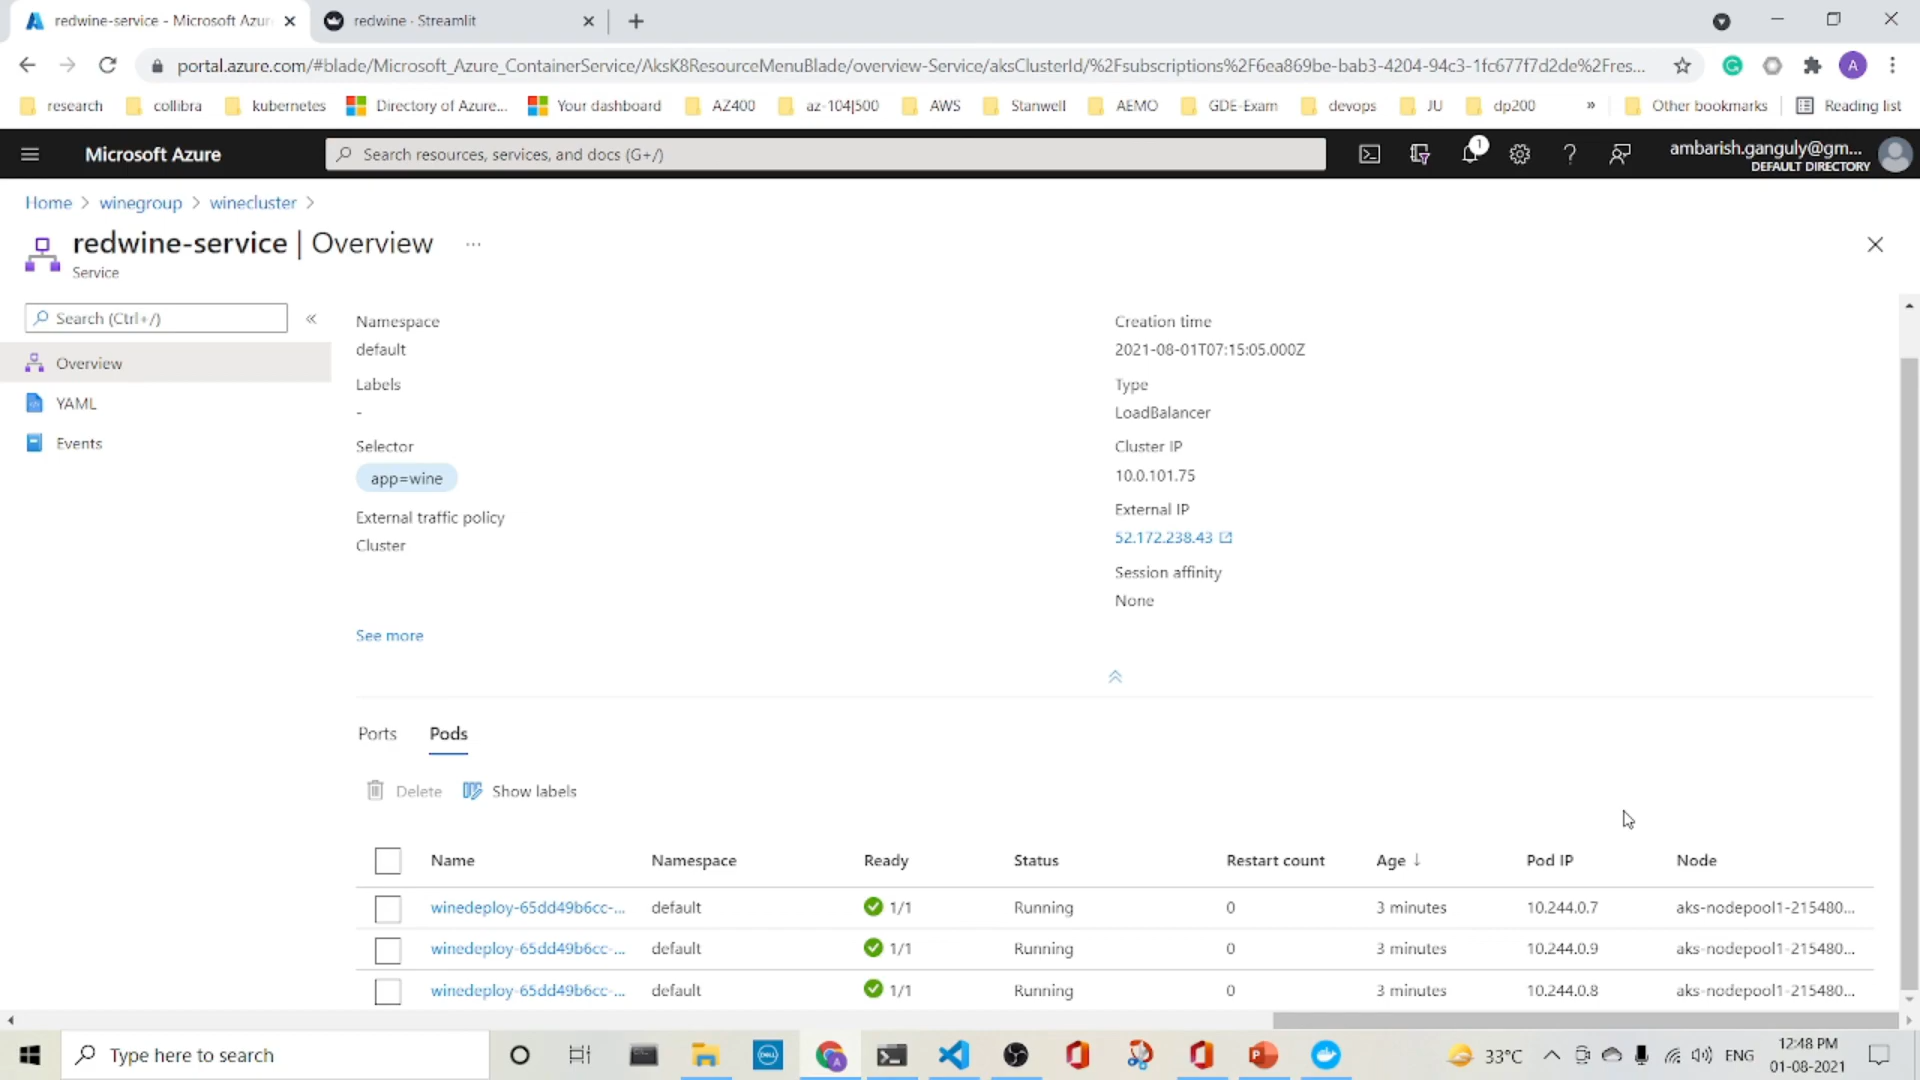 redwine-service - Microsoft Azur
redwine · Streamlit
portal.azure.com/#blade/Microsoft_Azure_ContainerService/AksK8ResourceMenuBlade/overview-Service/aksClusterId/%2Fsubscriptions%2F6ea869be-bab3-4204-94c3-1fc677f7d2de%2Fres...
A
research collibra kubernetes Directory of Azure... Your dashboard AZ400 az-104|500 AWS Stanwell AEMO GDE-Exam devops JU dp200 » Other bookmarks Reading list
Microsoft Azure
Search resources, services, and docs (G+/)
1
ambarish.ganguly@gm...
DEFAULT DIRECTORY
Home > winegroup > winecluster >
redwine-service | Overview ...
Service
Search (Ctrl+/) «
Overview
YAML
Events
Namespace
default
Labels
-
Selector
app=wine
External traffic policy
Cluster
See more
Creation time
2021-08-01T07:15:05.000Z
Type
LoadBalancer
Cluster IP
10.0.101.75
External IP
52.172.238.43
Session affinity
None
Ports Pods
Delete Show labels
Name Namespace Ready Status Restart count Age ↓ Pod IP Node
winedeploy-65dd49b6cc-... default 1/1 Running 0 3 minutes 10.244.0.7 aks-nodepool1-215480...
winedeploy-65dd49b6cc-... default 1/1 Running 0 3 minutes 10.244.0.9 aks-nodepool1-215480...
winedeploy-65dd49b6cc-... default 1/1 Running 0 3 minutes 10.244.0.8 aks-nodepool1-215480...
Type here to search
DELL
33°C
ENG
12:48 PM
01-08-2021